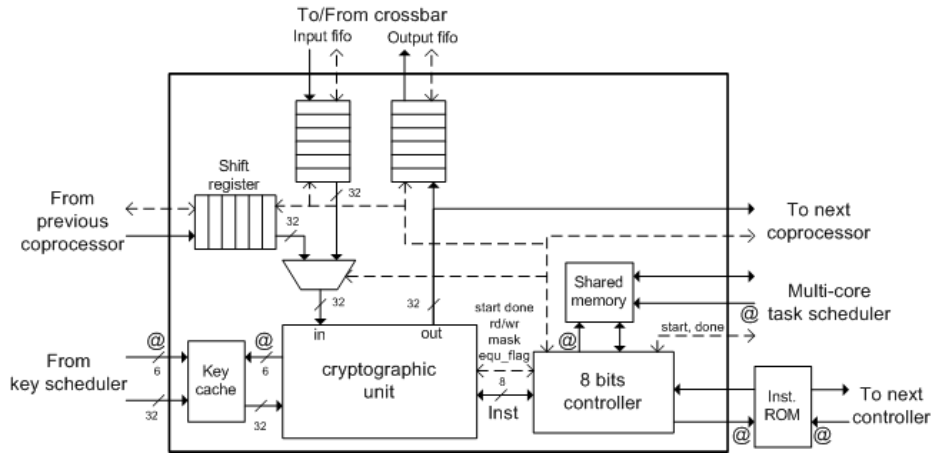 To/From crossbar
Input fifo
Output fifo
Shift
register
32
From
previous
coprocessor
32
To next
coprocessor
32
32
start done
rd/wr
mask
equ_flag
Shared
memory
@
Multi-core
task scheduler
start, done
in
out
@
From
key scheduler
@
6
32
Key
cache
@
6
32
cryptographic
unit
8
Inst
8 bits
controller
@
Inst.
ROM
@
To next
controller